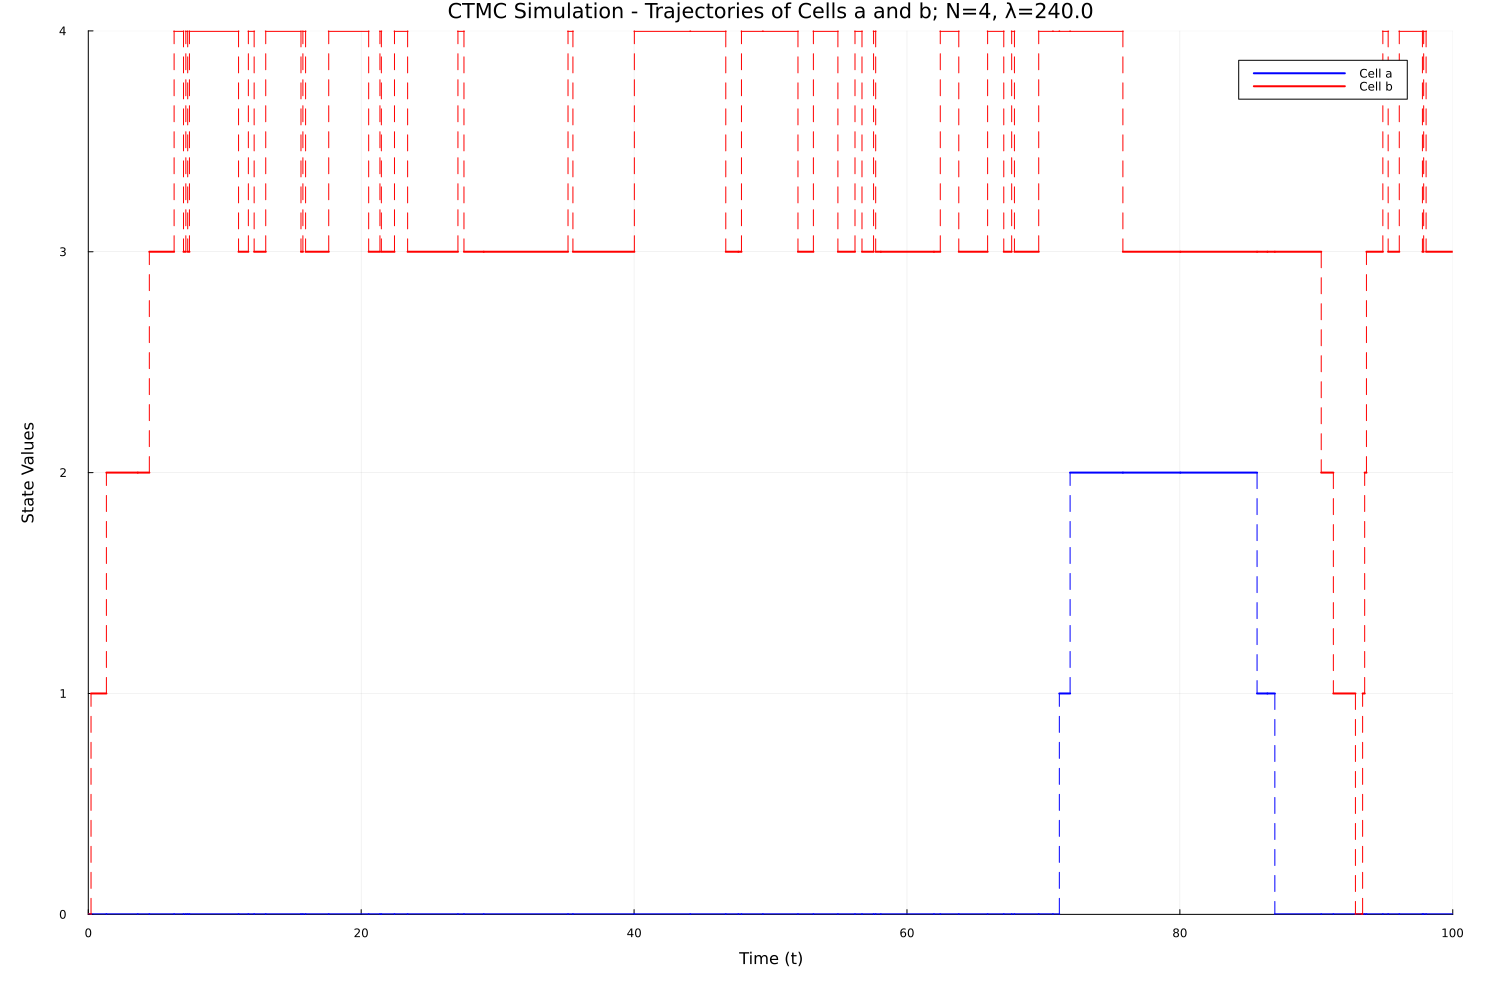 CTMC Simulation - Trajectories of Cells a and b; N=4, λ=240.0
Cell a
Cell b
State Values
4
3
2
1
0
0 20 40 60 80 100
Time (t)